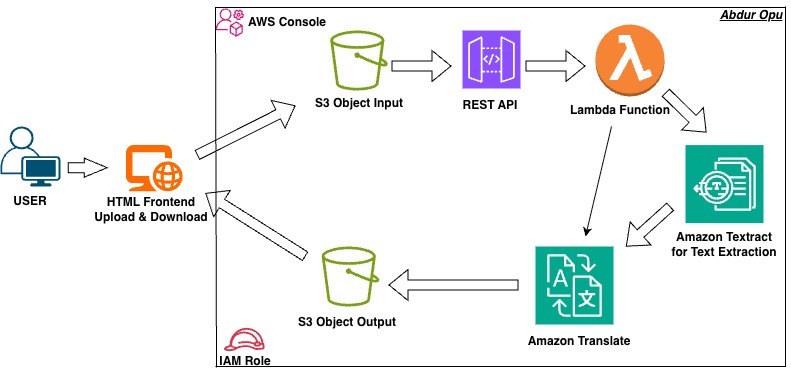 AWS Console
Abdur Opu
S3 Object Input
REST API
Lambda Function
USER
HTML Frontend
Upload & Download
Amazon Textract
for Text Extraction
S3 Object Output
Amazon Translate
IAM Role
A
文
T